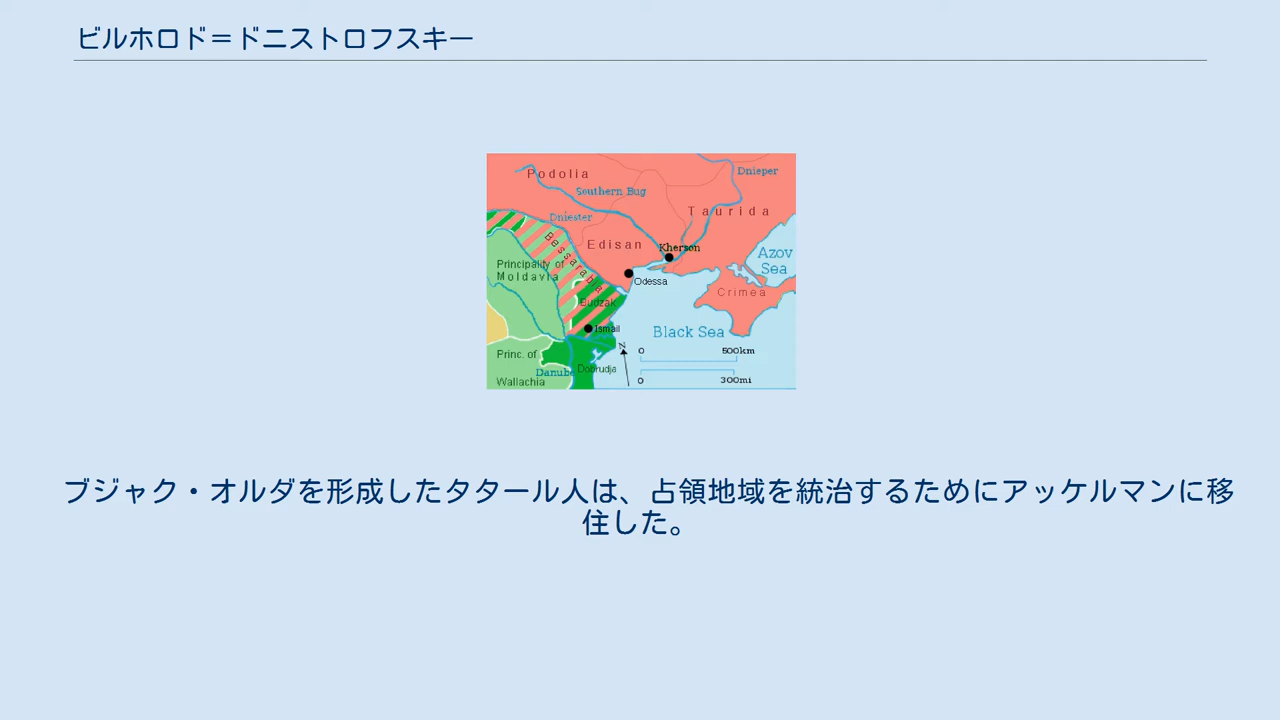 ビルホロド＝ドニストロフスキー
Podolia
Dnieper
Southern Bug
Taurida
Dniester
Bessarabia
Edisan
Kherson
Azov
Sea
Principality of
Moldavia
Odessa
Crimea
Budzak
Ismail
Black Sea
N
0 500km
Princ. of
Wallachia
Danube
Dobrudja
0 300mi
ブジャク・オルダを形成したタタール人は、占領地域を統治するためにアッケルマンに移
住した。